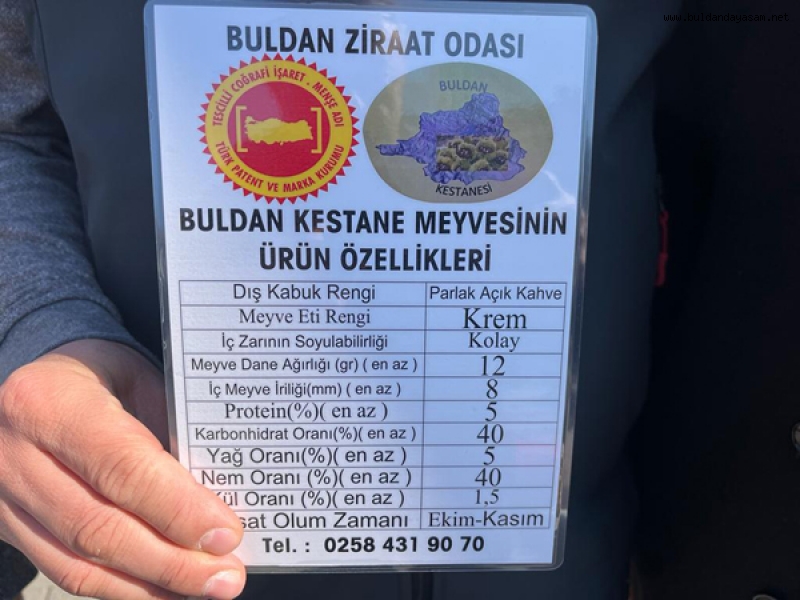 www.buldandayasam.net
BULDAN ZİRAAT ODASI
TESCİLLİ COĞRAFİ İŞARET - MENŞE ADI
TÜRK PATENT VE MARKA KURUMU
BULDAN
KESTANESİ
BULDAN KESTANE MEYVESİNİN
ÜRÜN ÖZELLİKLERİ
Dış Kabuk Rengi Parlak Açık Kahve
Meyve Eti Rengi Krem
İç Zarının Soyulabilirliği Kolay
Meyve Dane Ağırlığı (gr) ( en az ) 12
İç Meyve İriliği(mm) ( en az ) 8
Protein(%)( en az ) 5
Karbonhidrat Oranı(%)( en az ) 40
Yağ Oranı(%)( en az ) 5
Nem Oranı (%)( en az ) 40
Kül Oranı (%)( en az ) 1,5
sat Olum Zamanı Ekim-Kasım
Tel. : 0258 431 90 70